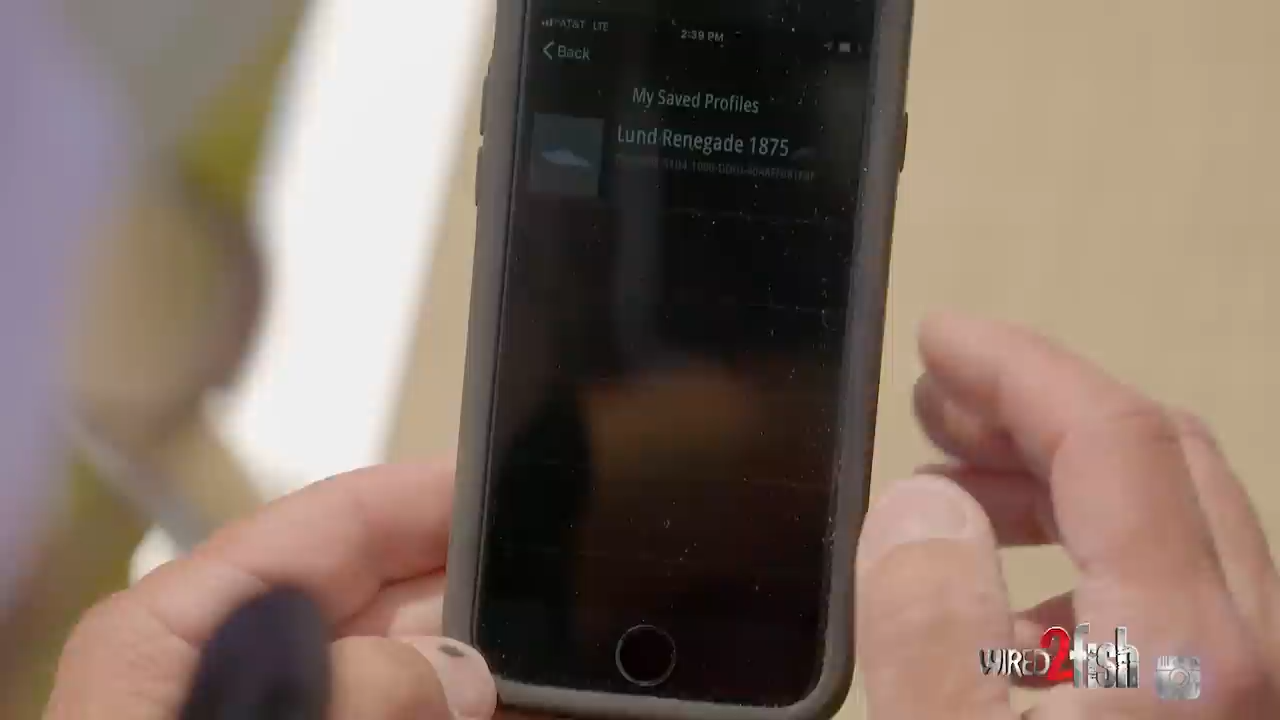 AT&T LTE
2:39 PM
Back
My Saved Profiles
Lund Renegade 1875
WIRED2fish